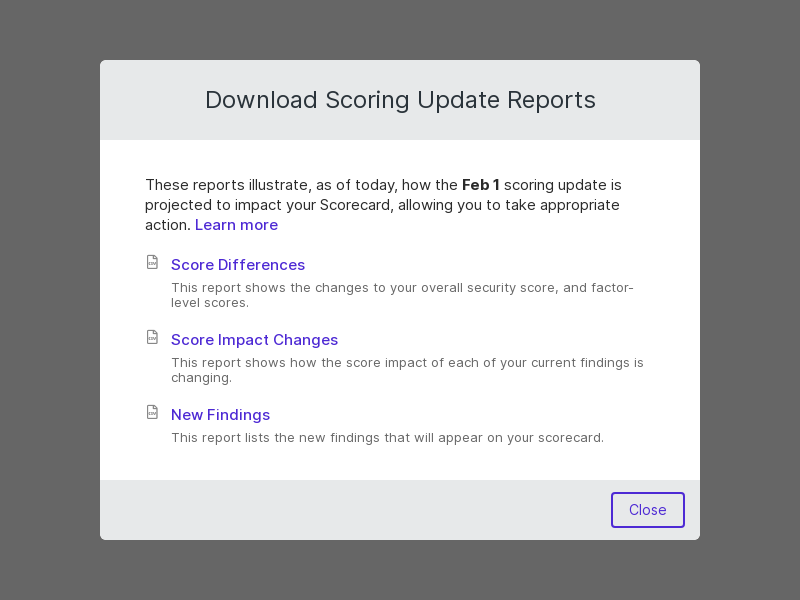 Download Scoring Update Reports
These reports illustrate, as of today, how the Feb 1 scoring update is
projected to impact your Scorecard, allowing you to take appropriate
action. Learn more
Score Differences
This report shows the changes to your overall security score, and factor-
level scores.
Score Impact Changes
This report shows how the score impact of each of your current findings is
changing.
New Findings
This report lists the new findings that will appear on your scorecard.
Close